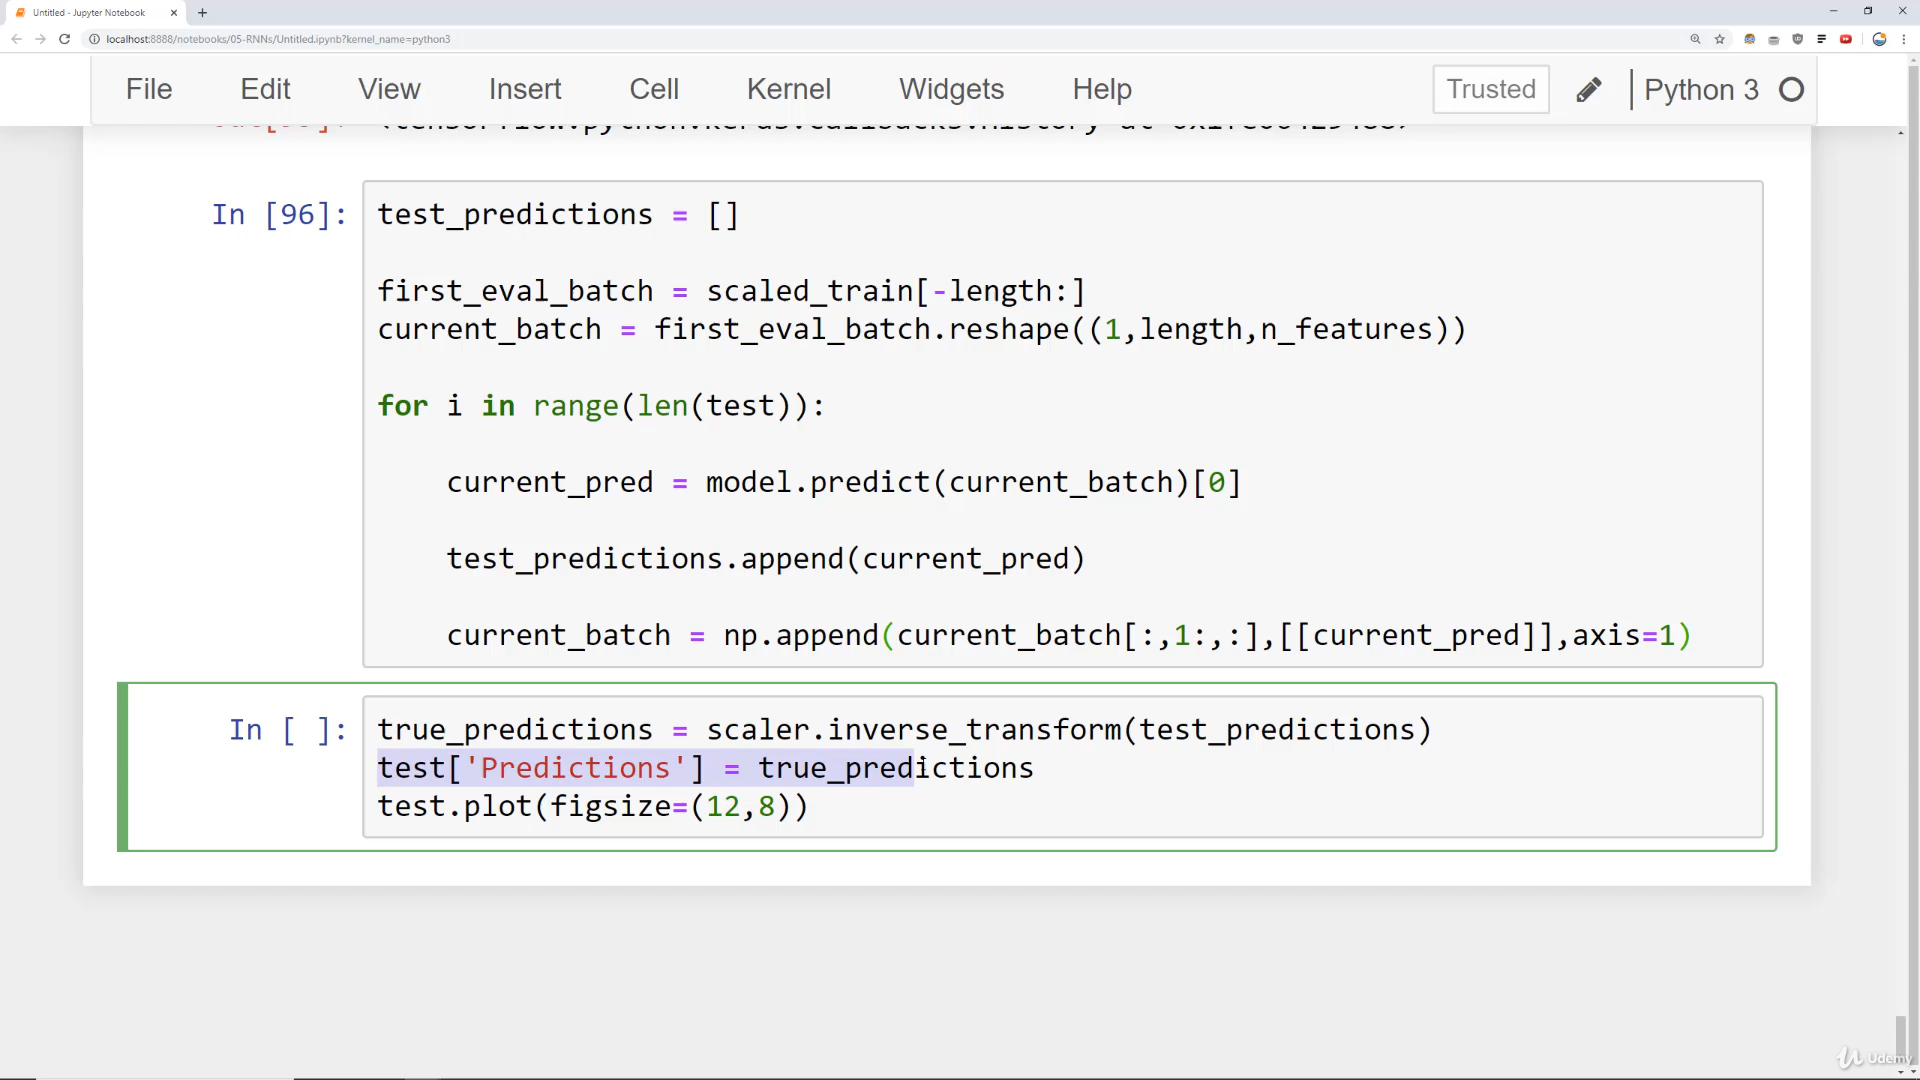 Untitled - Jupyter Notebook
localhost:8888/notebooks/05-RNNs/Untitled.ipynb?kernel_name=python3
File Edit View Insert Cell Kernel Widgets Help Trusted Python 3
In [96]:
test_predictions = []
first_eval_batch = scaled_train[-length:]
current_batch = first_eval_batch.reshape((1,length,n_features))
for i in range(len(test)):
current_pred = model.predict(current_batch)[0]
test_predictions.append(current_pred)
current_batch = np.append(current_batch[:,1:,:],[[current_pred]],axis=1)
In [ ]:
true_predictions = scaler.inverse_transform(test_predictions)
test['Predictions'] = true_predictions
test.plot(figsize=(12,8))
Udemy